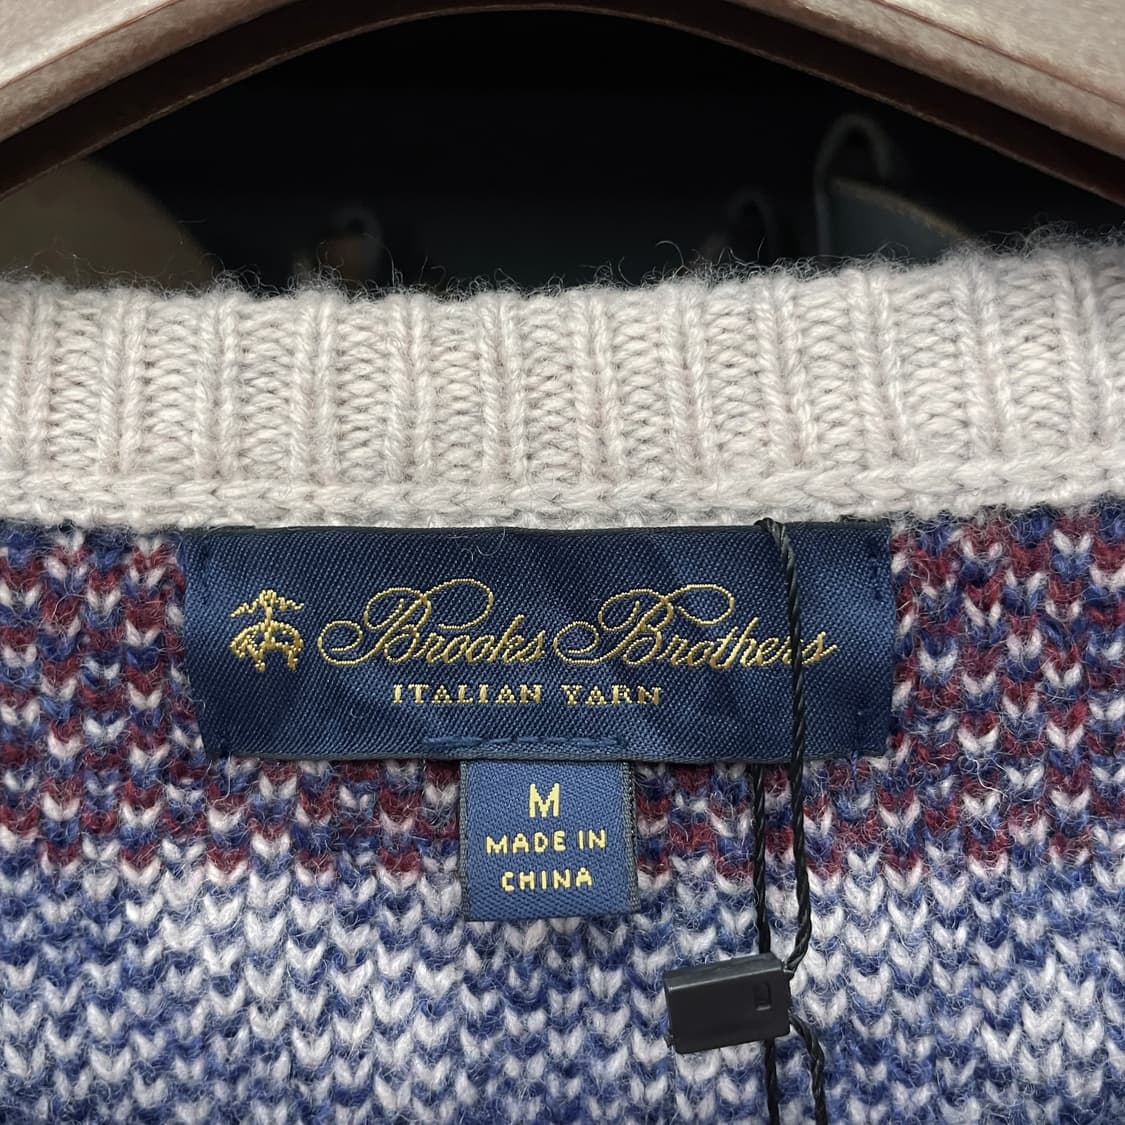 Brooks Brothers
ITALIAN YARN
M
MADE IN
CHINA